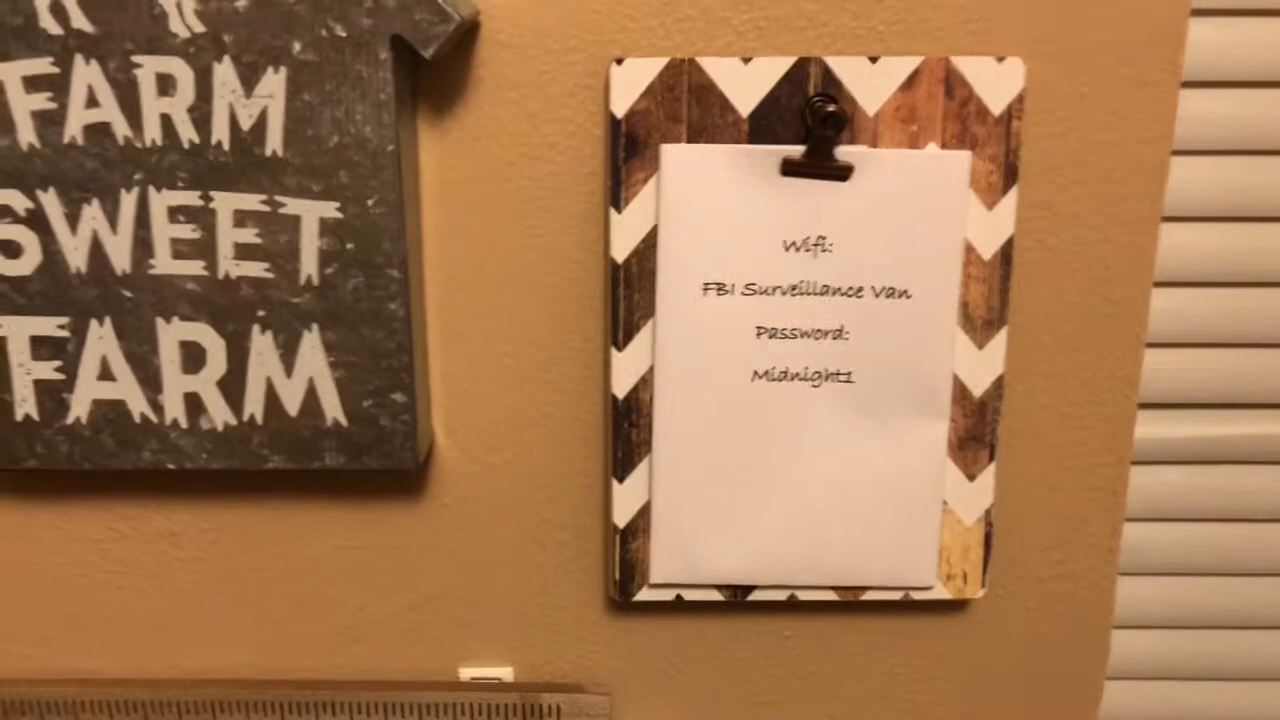 FARM
SWEET
FARM
Wifi:
FBI Surveillance Van
Password:
Midnight1